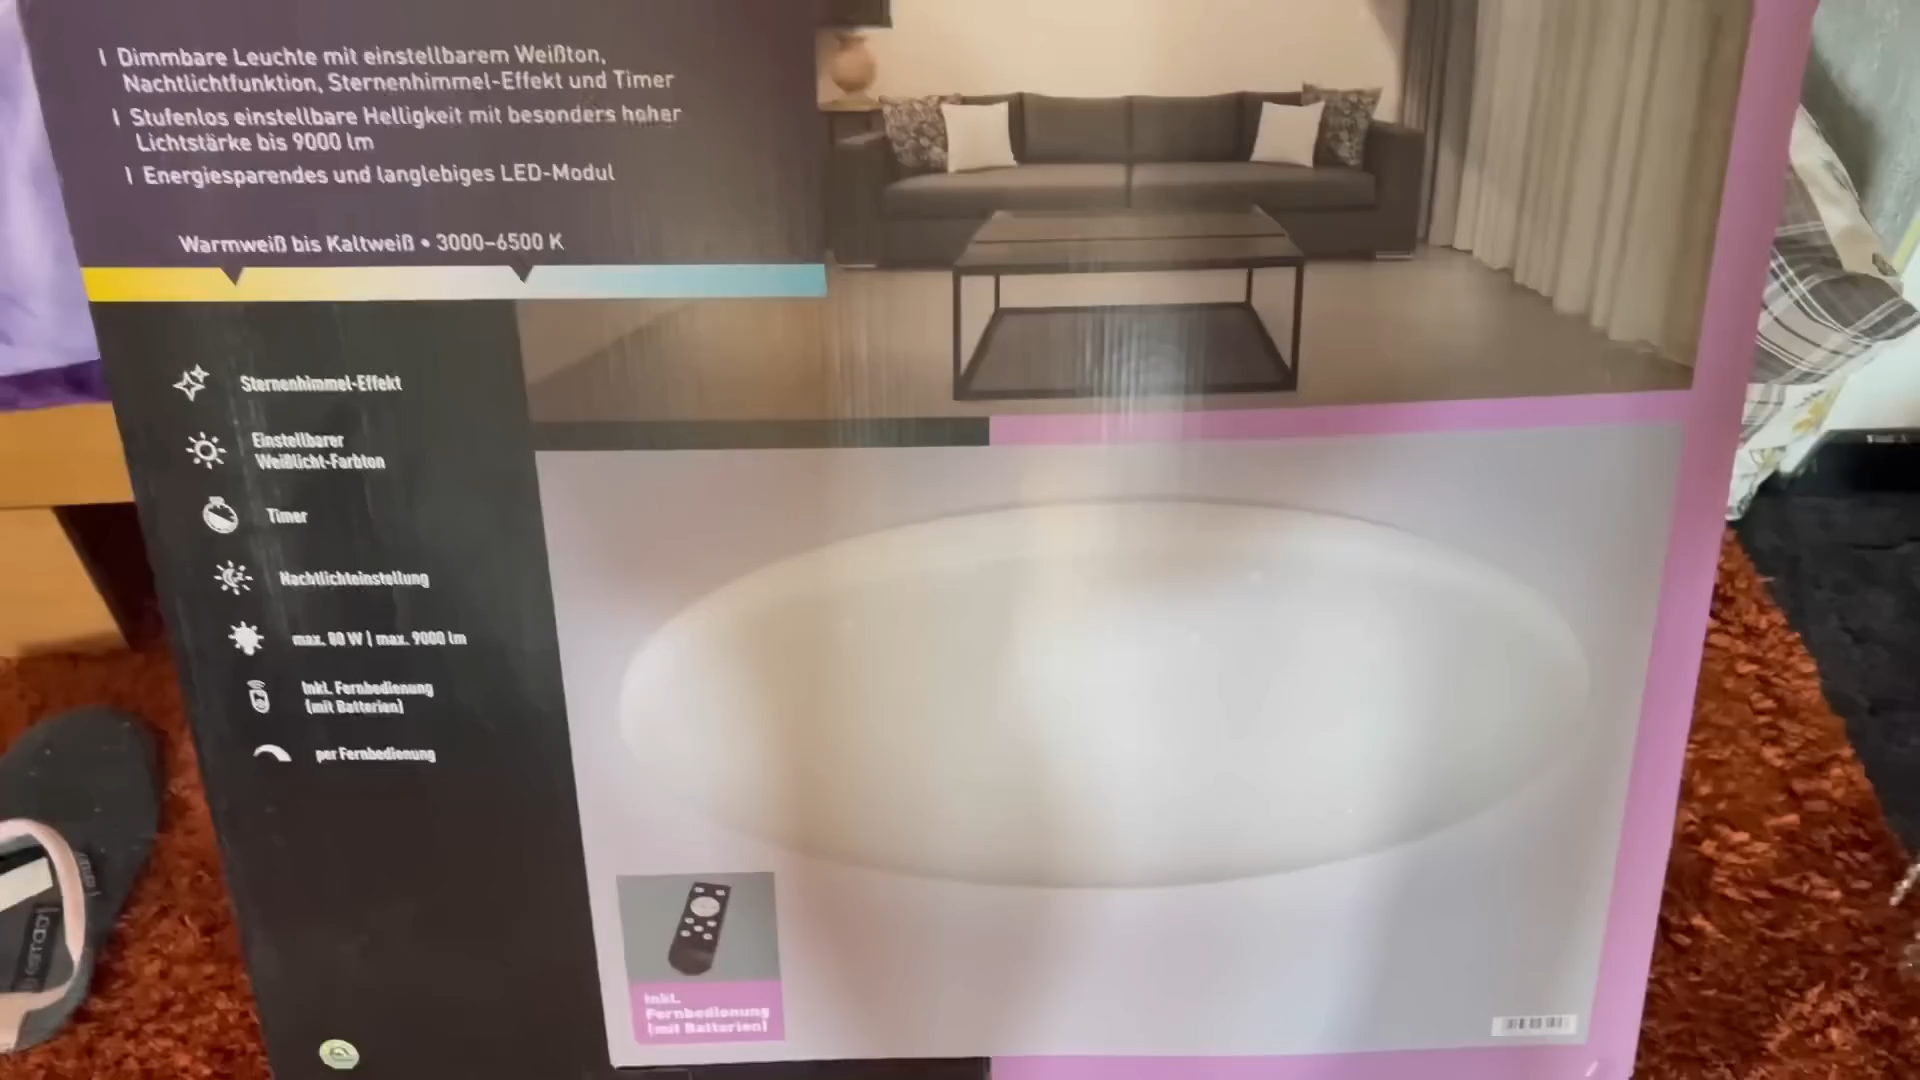 Dimmbare Leuchte mit einstellbarem Weißton,
Nachtlichtfunktion, Sternenhimmel-Effekt und Timer
Stufenlos einstellbare Helligkeit mit besonders hoher
Lichtstärke bis 9000 lm
Energiesparendes und langlebiges LED-Modul
Warmweiß bis Kaltweiß • 3000–6500 K
Sternenhimmel-Effekt
Einstellbarer
Weißlicht-Farbton
Timer
Nachtlichteinstellung
max. 80 W | max. 9000 lm
Inkl. Fernbedienung
(mit Batterien)
per Fernbedienung
Inkl.
Fernbedienung
(mit Batterien)